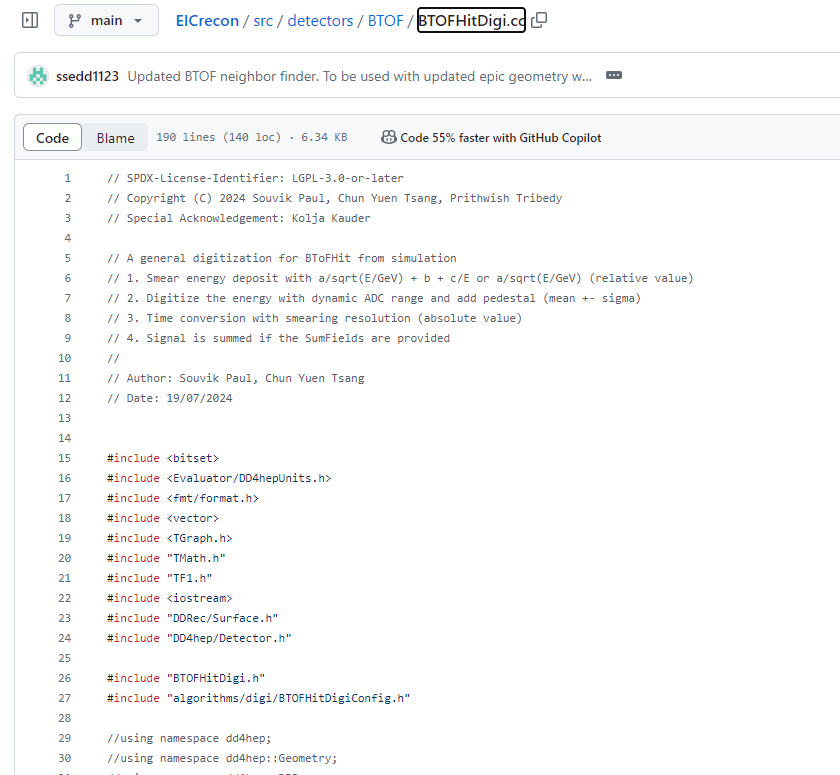 main EICrecon / src / detectors / BTOF / BTOFHitDigi.cc
ssedd1123 Updated BTOF neighbor finder. To be used with updated epic geometry w...
Code Blame 190 lines (140 loc) · 6.34 KB Code 55% faster with GitHub Copilot
1 // SPDX-License-Identifier: LGPL-3.0-or-later
2 // Copyright (C) 2024 Souvik Paul, Chun Yuen Tsang, Prithwish Tribedy
3 // Special Acknowledgement: Kolja Kauder
4
5 // A general digitization for BToFHit from simulation
6 // 1. Smear energy deposit with a/sqrt(E/GeV) + b + c/E or a/sqrt(E/GeV) (relative value)
7 // 2. Digitize the energy with dynamic ADC range and add pedestal (mean +- sigma)
8 // 3. Time conversion with smearing resolution (absolute value)
9 // 4. Signal is summed if the SumFields are provided
10 //
11 // Author: Souvik Paul, Chun Yuen Tsang
12 // Date: 19/07/2024
13
14
15 #include <bitset>
16 #include <Evaluator/DD4hepUnits.h>
17 #include <fmt/format.h>
18 #include <vector>
19 #include <TGraph.h>
20 #include "TMath.h"
21 #include "TF1.h"
22 #include <iostream>
23 #include "DDRec/Surface.h"
24 #include "DD4hep/Detector.h"
25
26 #include "BTOFHitDigi.h"
27 #include "algorithms/digi/BTOFHitDigiConfig.h"
28
29 //using namespace dd4hep;
30 //using namespace dd4hep::Geometry;